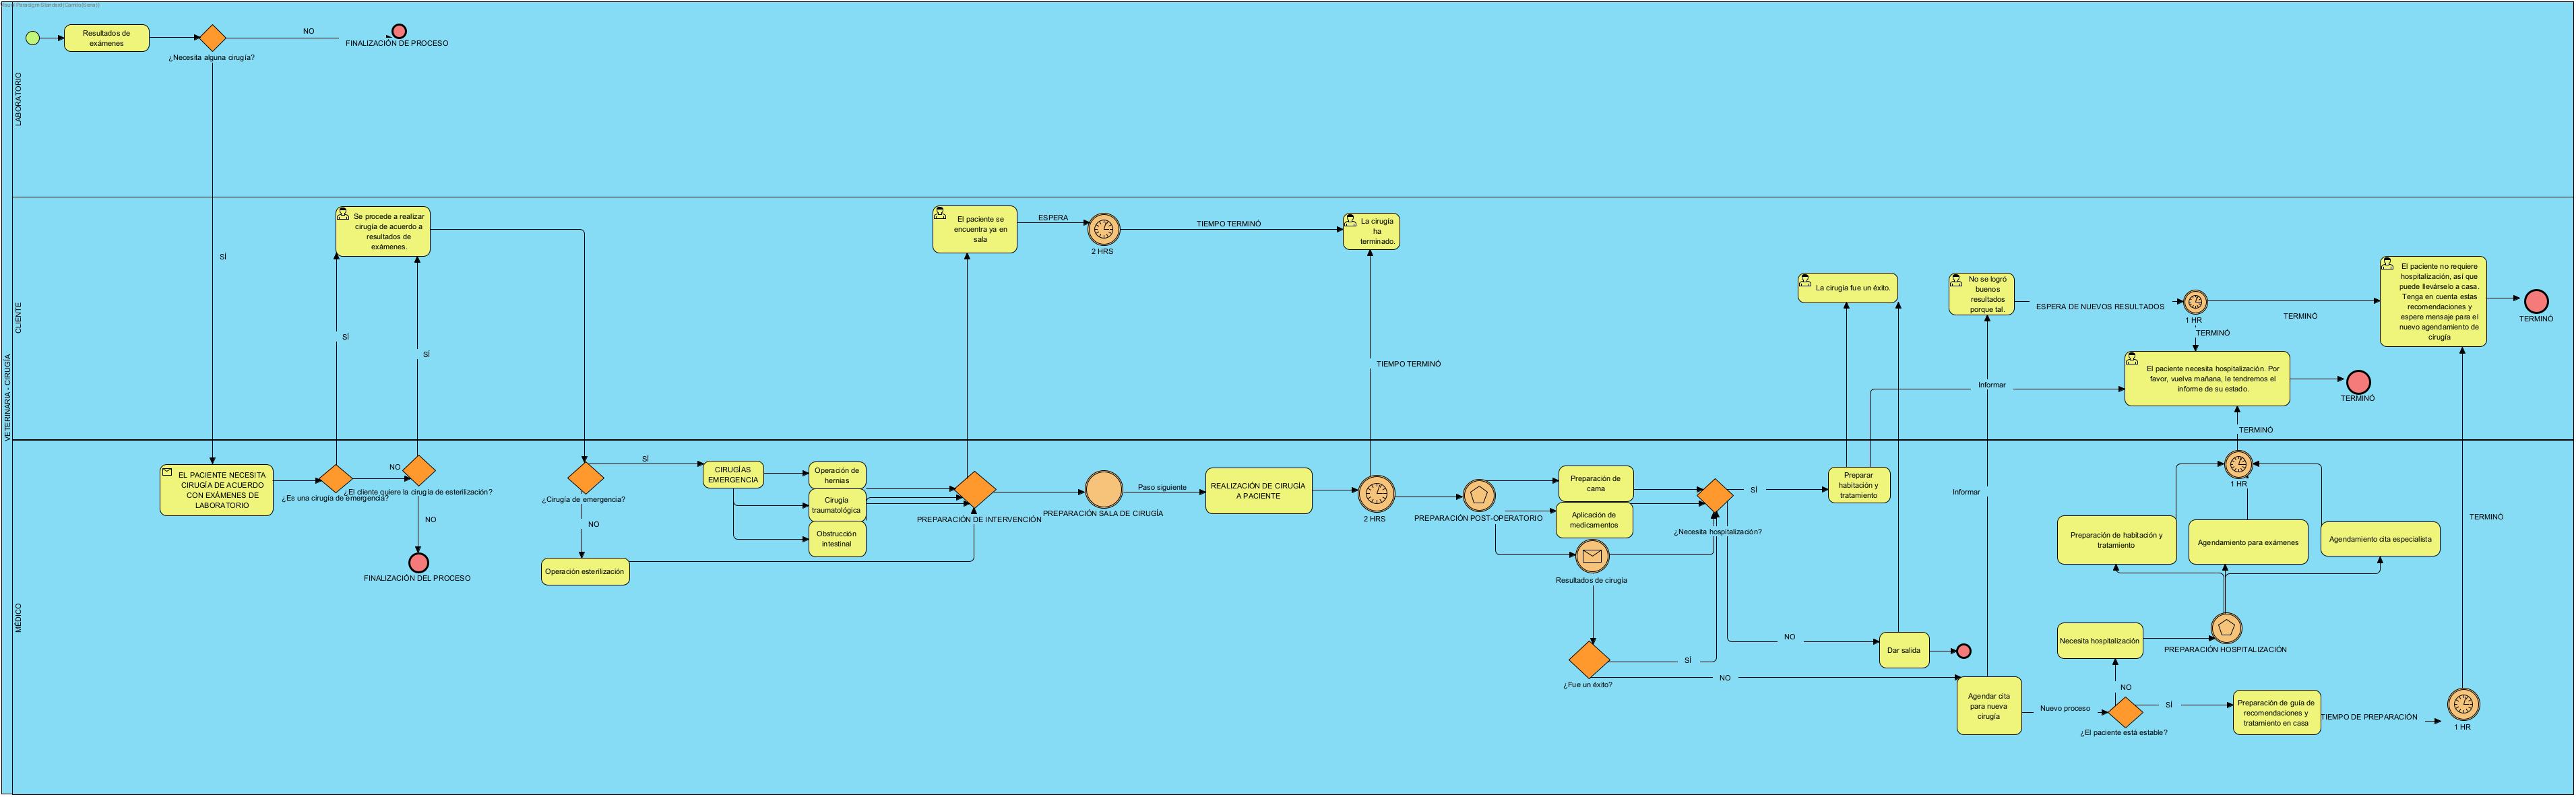 Visual Paradigm Standard(Camila(Siena))
VETERINARIA - CIRUGÍA
LABORATORIO
Resultados de
exámenes
¿Necesita alguna cirugía?
NO
FINALIZACIÓN DE PROCESO
SÍ
CLIENTE
Se procede a realizar
cirugía de acuerdo a
resultados de
exámenes.
SÍ
SÍ
El paciente se
encuentra ya en
sala
ESPERA
2 HRS
TIEMPO TERMINÓ
La cirugía
ha
terminado.
TIEMPO TERMINÓ
La cirugía fue un éxito.
No se logró
buenos
resultados
porque tal.
ESPERA DE NUEVOS RESULTADOS
1 HR
TERMINÓ
TERMINÓ
El paciente no requiere
hospitalización, así que
puede llevárselo a casa.
Tenga en cuenta estas
recomendaciones y
espere mensaje para el
nuevo agendamiento de
cirugía
TERMINÓ
Informar
El paciente necesita hospitalización. Por
favor, vuelva mañana, le tendremos el
informe de su estado.
TERMINÓ
TERMINÓ
MÉDICO
EL PACIENTE NECESITA
CIRUGÍA DE ACUERDO
CON EXÁMENES DE
LABORATORIO
¿Es una cirugía de emergencia?
NO
¿El cliente quiere la cirugía de esterilización?
NO
FINALIZACIÓN DEL PROCESO
¿Cirugía de emergencia?
SÍ
NO
Operación esterilización
CIRUGÍAS
EMERGENCIA
Operación de
hernias
Cirugía
traumatológica
Obstrucción
intestinal
PREPARACIÓN DE INTERVENCIÓN
PREPARACIÓN SALA DE CIRUGÍA
Paso siguiente
REALIZACIÓN DE CIRUGÍA
A PACIENTE
2 HRS
PREPARACIÓN POST-OPERATORIO
Preparación de
cama
Aplicación de
medicamentos
Resultados de cirugía
¿Necesita hospitalización?
SÍ
Preparar
habitación y
tratamiento
NO
Dar salida
¿Fue un éxito?
SÍ
NO
Informar
Agendar cita
para nueva
cirugía
Nuevo proceso
¿El paciente está estable?
NO
SÍ
Necesita hospitalización
PREPARACIÓN HOSPITALIZACIÓN
Preparación de habitación y
tratamiento
Agendamiento para exámenes
Agendamiento cita especialista
1 HR
Preparación de guía de
recomendaciones y
tratamiento en casa
TIEMPO DE PREPARACIÓN
1 HR
TERMINÓ